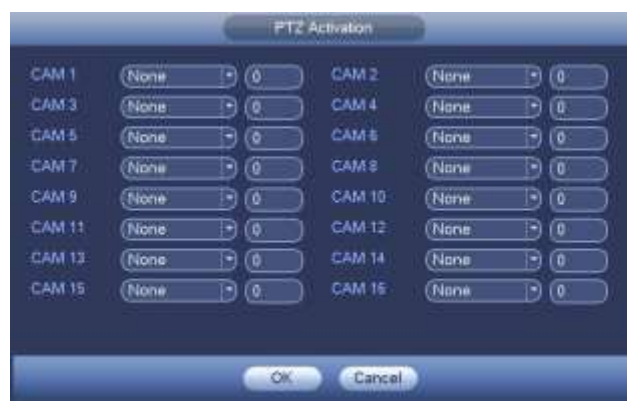 PTZ Activation
CAM 1 None 0 CAM 2 None 0
CAM 3 None 0 CAM 4 None 0
CAM 5 None 0 CAM 6 None 0
CAM 7 None 0 CAM 8 None 0
CAM 9 None 0 CAM 10 None 0
CAM 11 None 0 CAM 12 None 0
CAM 13 None 0 CAM 14 None 0
CAM 15 None 0 CAM 16 None 0
OK Cancel